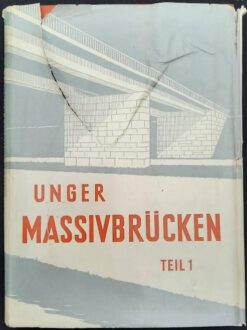 UNGER
MASSIVBRÜCKEN
TEIL 1